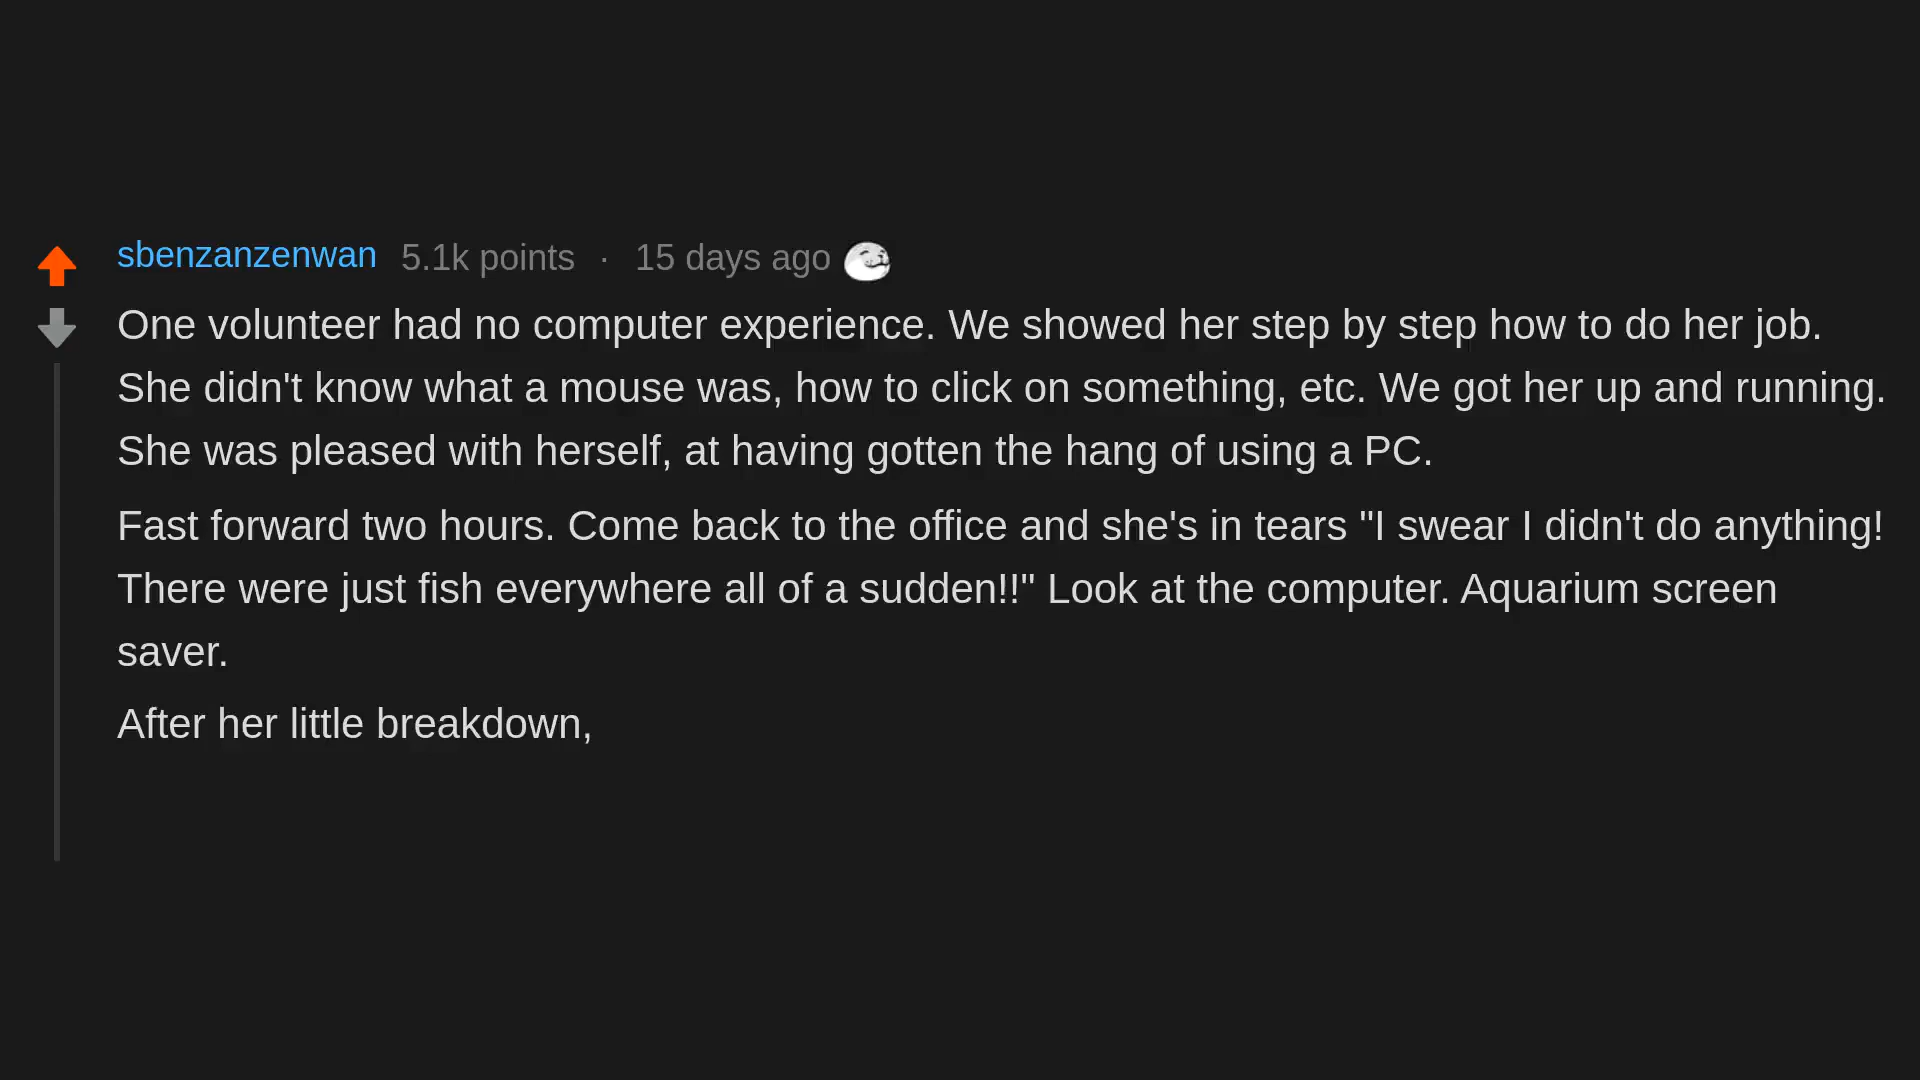 sbenzanzenwan 5.1k points · 15 days ago
One volunteer had no computer experience. We showed her step by step how to do her job.
She didn't know what a mouse was, how to click on something, etc. We got her up and running.
She was pleased with herself, at having gotten the hang of using a PC.
Fast forward two hours. Come back to the office and she's in tears "I swear I didn't do anything!
There were just fish everywhere all of a sudden!!" Look at the computer. Aquarium screen
saver.
After her little breakdown,